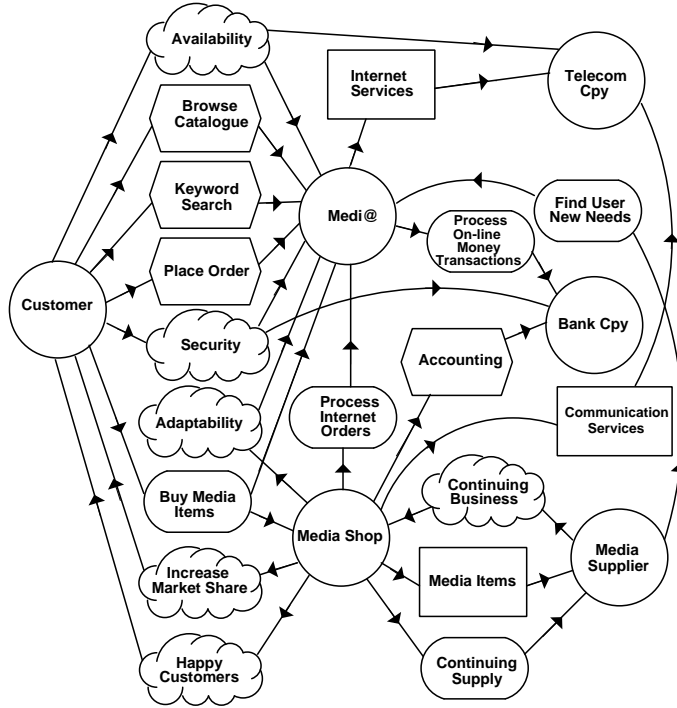 Availability
Internet
Services
Telecom
Cpy
Browse
Catalogue
Keyword
Search
Medi@
Process
On-line
Money
Transactions
Find User
New Needs
Place Order
Customer
Security
Bank Cpy
Accounting
Adaptability
Process
Internet
Orders
Communication
Services
Buy Media
Items
Continuing
Business
Media Shop
Media
Supplier
Increase
Market Share
Media Items
Happy
Customers
Continuing
Supply